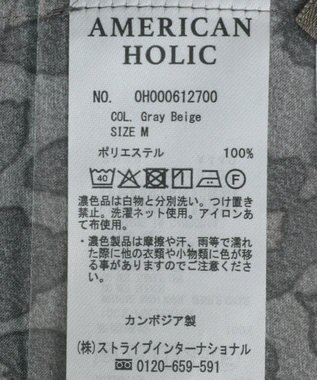 AMERICAN
HOLIC
NO. 0H000612700
COL. Gray Beige
SIZE M
ポリエステル 100%
40 F
濃色品は白物と分別洗い。つけ置き
禁止。洗濯ネット使用。アイロンあ
て布使用。
・濃色製品は摩擦や汗、雨等で濡れ
た際に他の衣類や小物類に色が移
る事がありますのでご注意くださ
い。
カンボジア製
(株)ストライプインターナショナル
0120-659-591